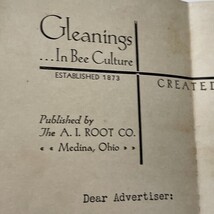 Gleanings
...In Bee Culture
ESTABLISHED 1873
CREATED
Published by
The A. I. ROOT CO.
« « Medina, Ohio « «
Dear Advertiser: